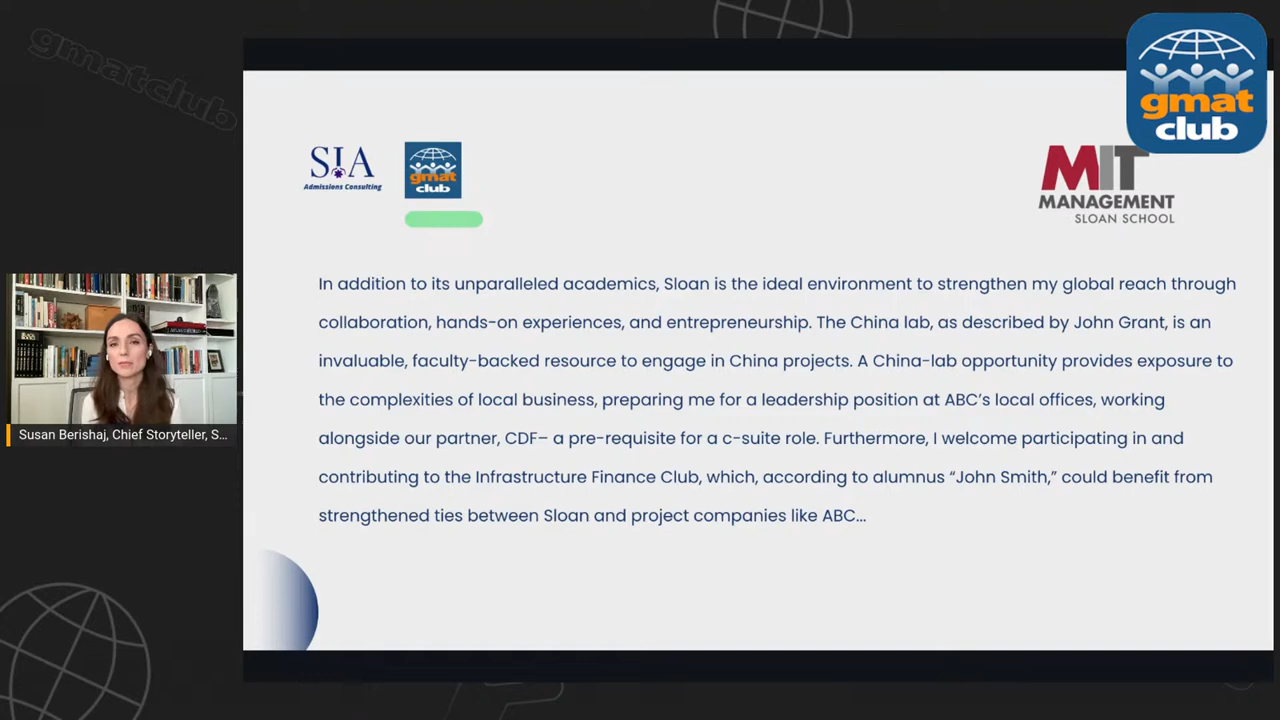 gmatclub
gmat
club
SIA
Admissions Consulting
gmat
club
MIT
MANAGEMENT
SLOAN SCHOOL
In addition to its unparalleled academics, Sloan is the ideal environment to strengthen my global reach through
collaboration, hands-on experiences, and entrepreneurship. The China lab, as described by John Grant, is an
invaluable, faculty-backed resource to engage in China projects. A China-lab opportunity provides exposure to
the complexities of local business, preparing me for a leadership position at ABC’s local offices, working
alongside our partner, CDF– a pre-requisite for a c-suite role. Furthermore, I welcome participating in and
contributing to the Infrastructure Finance Club, which, according to alumnus “John Smith,” could benefit from
strengthened ties between Sloan and project companies like ABC...
Susan Berishaj, Chief Storyteller, S...